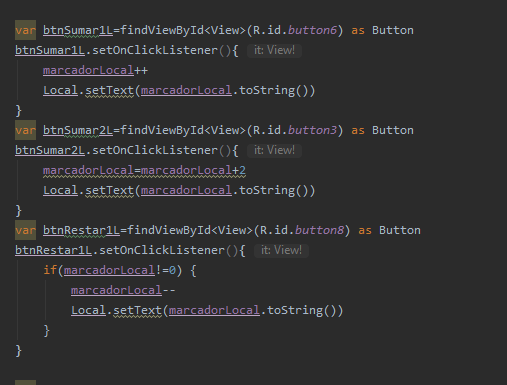 var btnSumar1L=findViewById<View>(R.id.button6) as Button
btnSumar1L.setOnClickListener(){ it: View!
marcadorLocal++
Local.setText(marcadorLocal.toString())
}
var btnSumar2L=findViewById<View>(R.id.button3) as Button
btnSumar2L.setOnClickListener(){ it: View!
marcadorLocal=marcadorLocal+2
Local.setText(marcadorLocal.toString())
}
var btnRestar1L=findViewById<View>(R.id.button8) as Button
btnRestar1L.setOnClickListener(){ it: View!
if(marcadorLocal!=0) {
marcadorLocal--
Local.setText(marcadorLocal.toString())
}
}